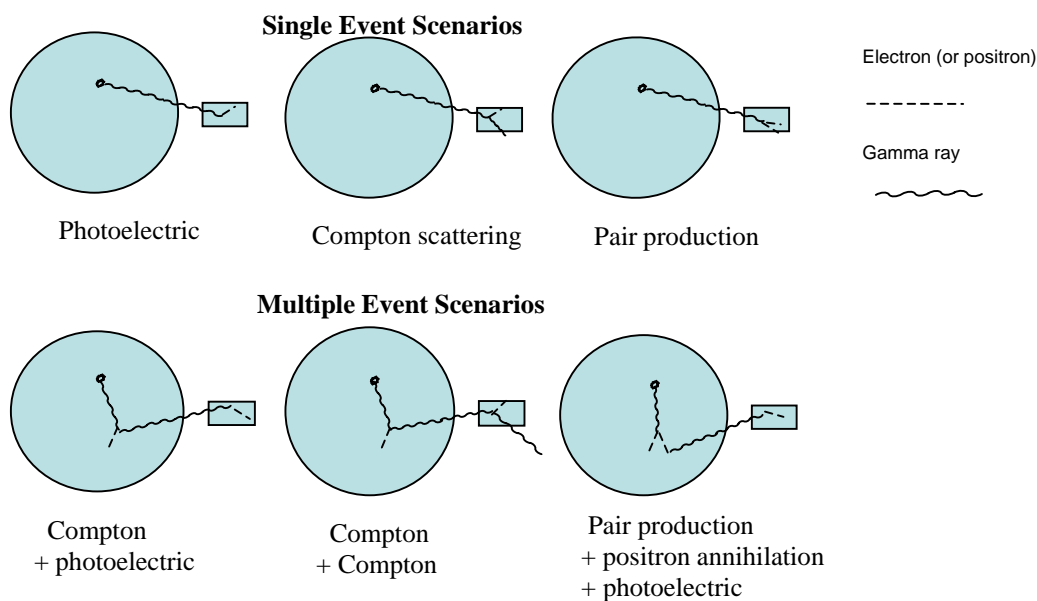 Single Event Scenarios
Electron (or positron)
Gamma ray
Photoelectric
Compton scattering
Pair production
Multiple Event Scenarios
Compton
+ photoelectric
Compton
+ Compton
Pair production
+ positron annihilation
+ photoelectric